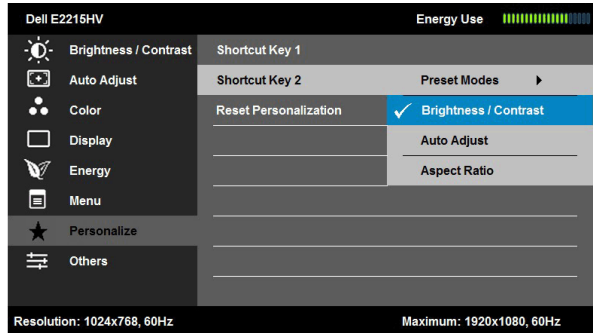 Dell E2215HV Energy Use
Brightness / Contrast Shortcut Key 1
Auto Adjust Shortcut Key 2 Preset Modes
Color Reset Personalization Brightness / Contrast
Display Auto Adjust
Energy Aspect Ratio
Menu
Personalize
Others
Resolution: 1024x768, 60Hz Maximum: 1920x1080, 60Hz